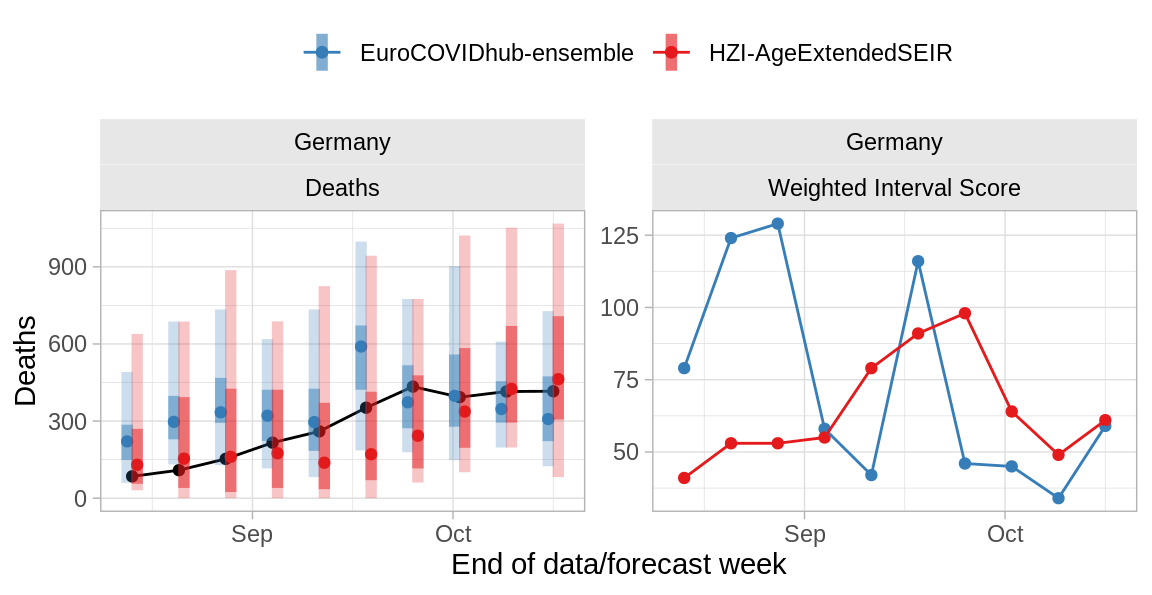 EuroCOVIDhub-ensemble HZI-AgeExtendedSEIR
Germany
Deaths
Germany
Weighted Interval Score
Deaths
900
600
300
0
Sep
Oct
125
100
75
50
Sep
Oct
End of data/forecast week